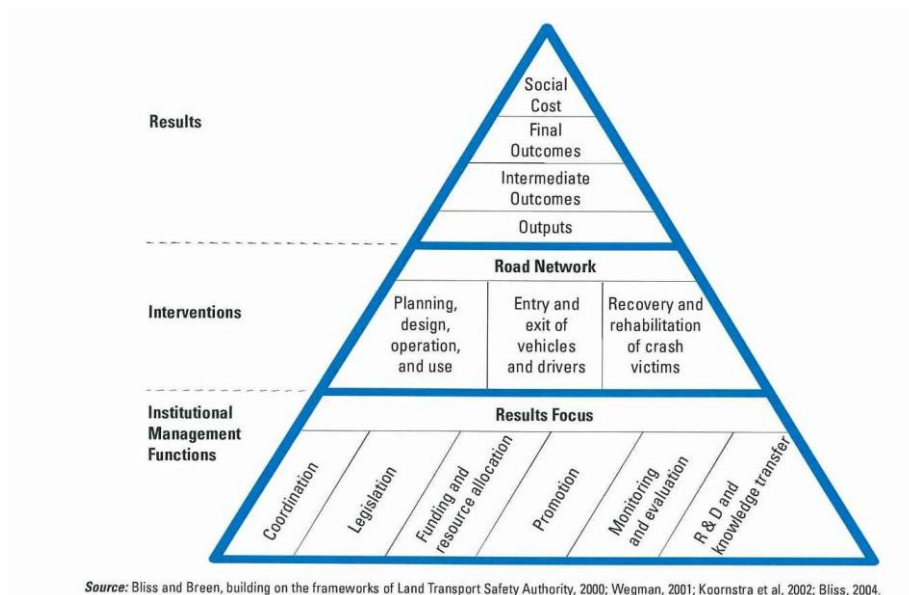 Social
Cost
Results
Final
Outcomes
Intermediate
Outcomes
Outputs
Road Network
Interventions
Planning,
design,
operation,
and use
Entry and
exit of
vehicles
and drivers
Recovery and
rehabilitation
of crash
victims
Institutional
Management
Functions
Results Focus
Coordination
Legislation
Funding and
resource allocation
Promotion
Monitoring
and evaluation
R & D and
knowledge transfer
Source: Bliss and Breen, building on the frameworks of Land Transport Safety Authority, 2000; Wegman, 2001; Koornstra et al, 2002; Bliss, 2004.